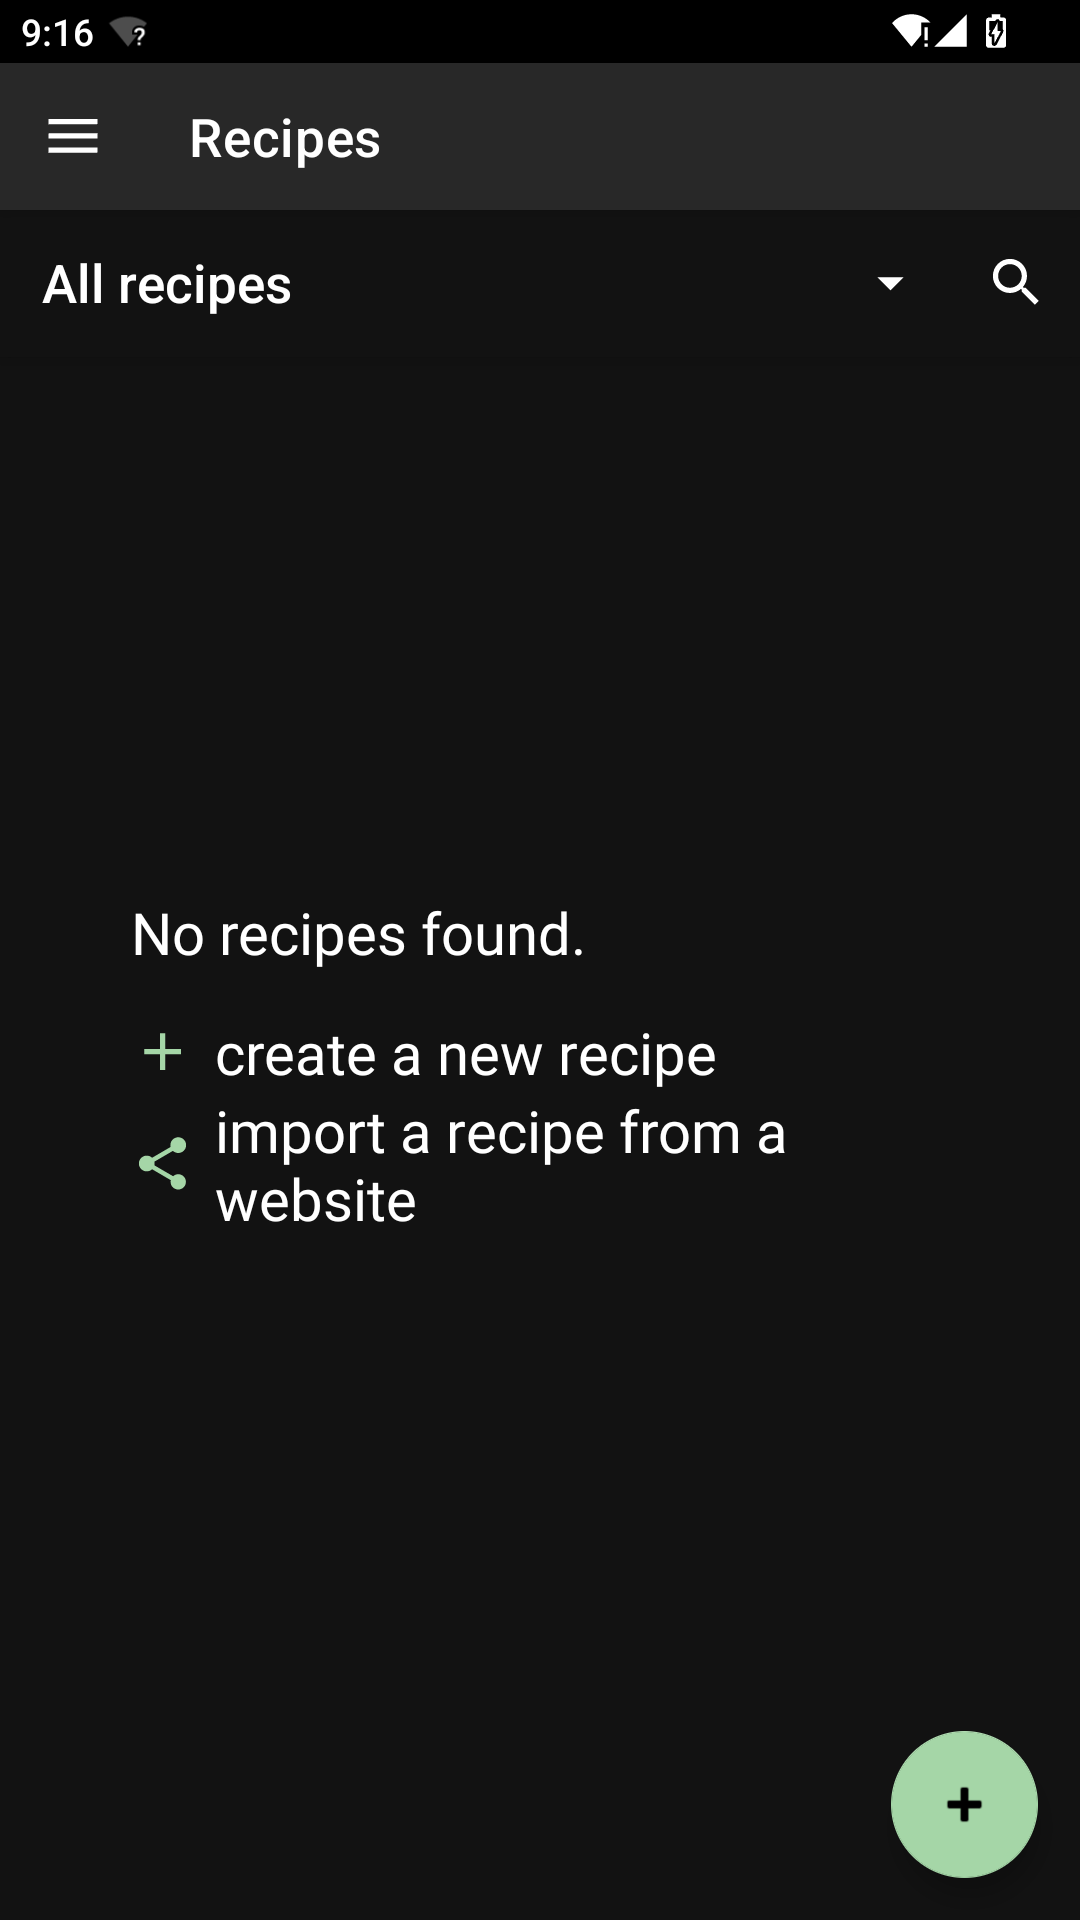 9:16
Recipes
All recipes
No recipes found.
create a new recipe
import a recipe from a
website